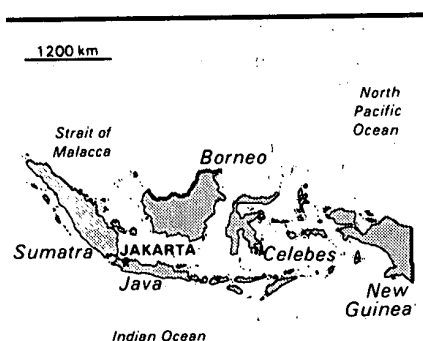 1200 km
North
Pacific
Ocean
Strait of
Malacca
Borneo
Sumatra
JAKARTA
Celebes
Java
New
Guinea
Indian Ocean